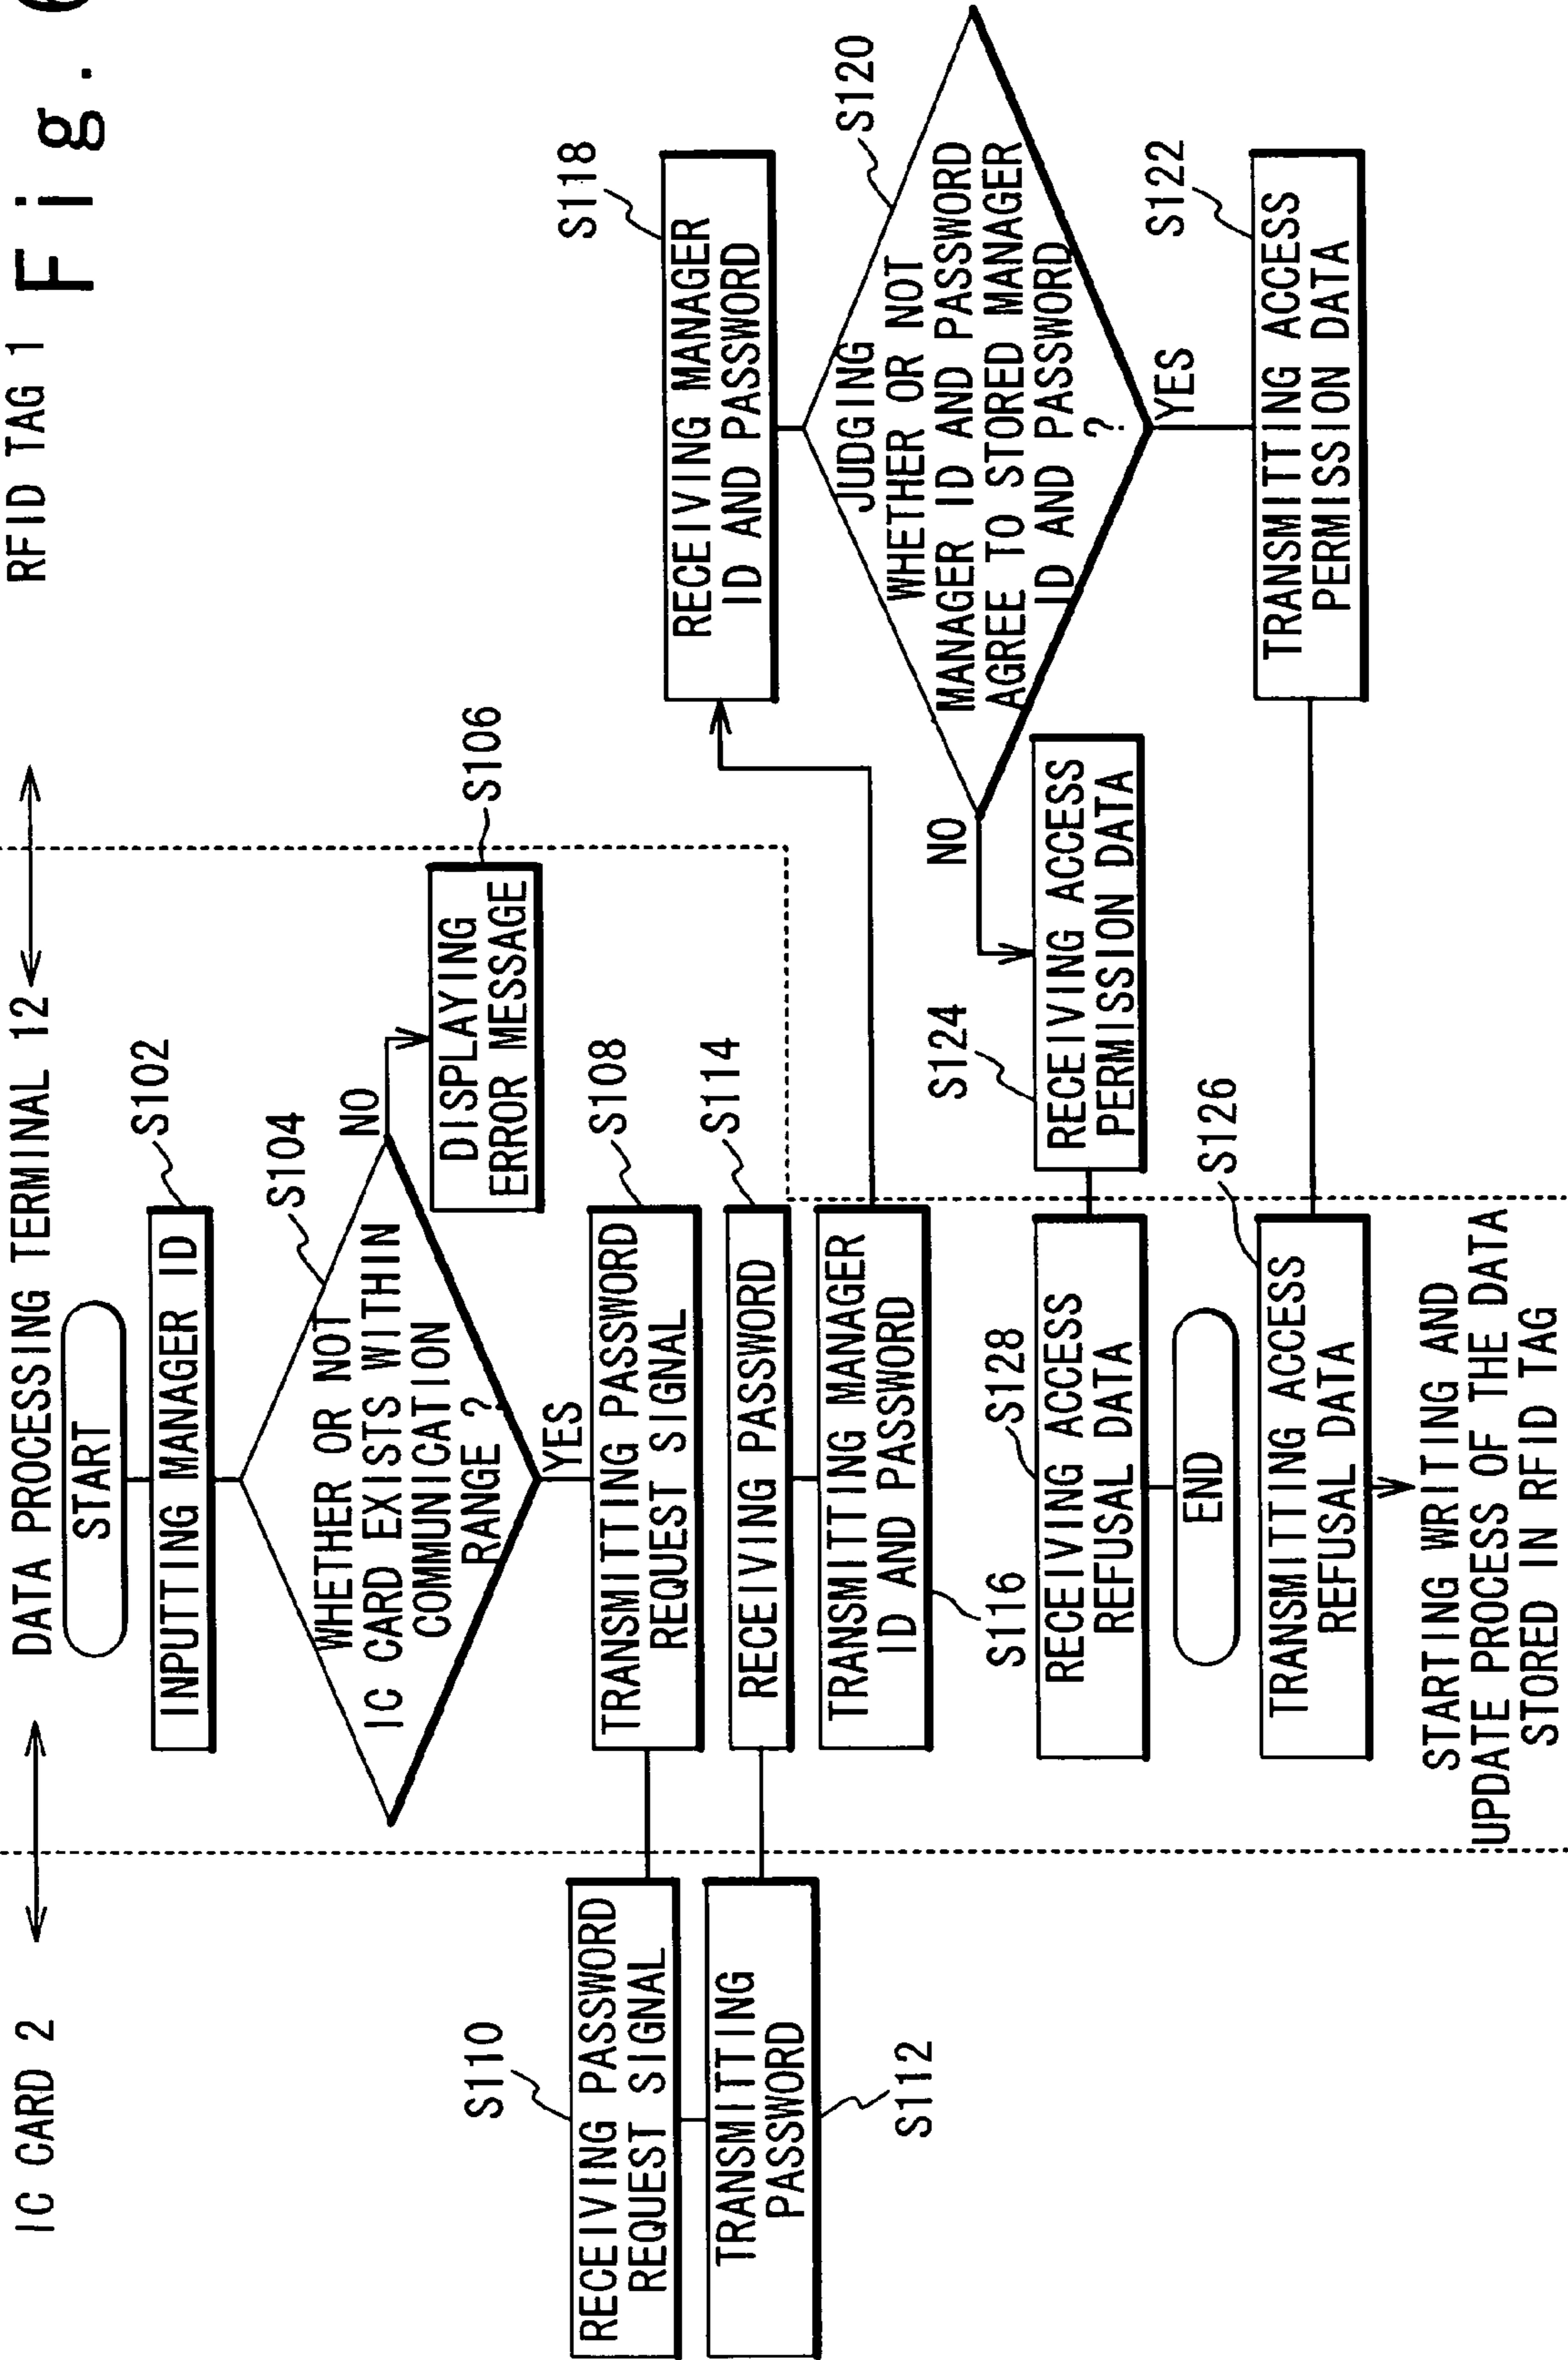 Fig. 6
IC CARD 2
DATA PROCESSING TERMINAL 12
RFID TAG 1
START
INPUTTING MANAGER ID
S102
WHETHER OR NOT
IC CARD EXISTS WITHIN
COMMUNICATION
RANGE ?
S104
NO
YES
DISPLAYING
ERROR MESSAGE
S106
TRANSMITTING PASSWORD
REQUEST SIGNAL
S108
S110
RECEIVING PASSWORD
REQUEST SIGNAL
TRANSMITTING
PASSWORD
S112
RECEIVING PASSWORD
S114
TRANSMITTING MANAGER
ID AND PASSWORD
S116
RECEIVING MANAGER
ID AND PASSWORD
S118
JUDGING
WHETHER OR NOT
MANAGER ID AND PASSWORD
AGREE TO STORED MANAGER
ID AND PASSWORD
?
S120
NO
YES
TRANSMITTING ACCESS
PERMISSION DATA
S122
S124
RECEIVING ACCESS
PERMISSION DATA
S128
RECEIVING ACCESS
REFUSAL DATA
END
S126
TRANSMITTING ACCESS
REFUSAL DATA
STARTING WRITING AND
UPDATE PROCESS OF THE DATA
STORED IN RFID TAG